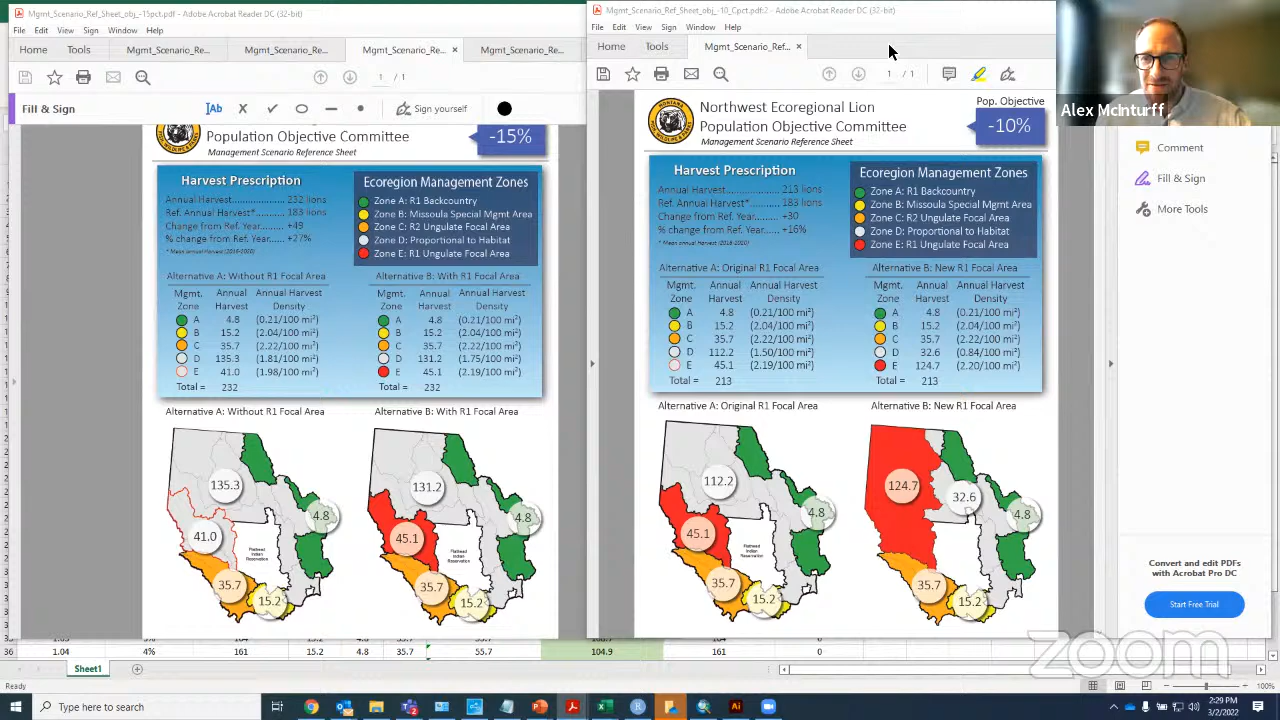 Mgmt_Scenario_Ref_Sheet_obj_-15pct.pdf - Adobe Acrobat Reader DC (32-bit)
File Edit View Sign Window Help
Home Tools Mgmt_Scenario_Re... Mgmt_Scenario_Re... Mgmt_Scenario_Re... × Mgmt_Scenario_Re...
1 / 1
Fill & Sign
Ab
Sign yourself
Population Objective Committee
Management Scenario Reference Sheet
-15%
Harvest Prescription
Annual Harvest 232 lions
Ref. Annual Harvest* 183 lions
Change from Ref. Year +49
% change from Ref. Year +27%
Ecoregion Management Zones
Zone A: R1 Backcountry
Zone B: Missoula Special Mgmt Area
Zone C: R2 Ungulate Focal Area
Zone D: Proportional to Habitat
Zone E: R1 Ungulate Focal Area
Alternative A: Without R1 Focal Area
Mgmt. Annual Annual Harvest
Zone Harvest Density
A 4.8 (0.21/100 mi²)
B 15.2 (2.04/100 mi²)
C 35.7 (2.22/100 mi²)
D 135.3 (1.81/100 mi²)
E 41.0 (1.98/100 mi²)
Total = 232
Alternative B: With R1 Focal Area
Mgmt. Annual Annual Harvest
Zone Harvest Density
A 4.8 (0.21/100 mi²)
B 15.2 (2.04/100 mi²)
C 35.7 (2.22/100 mi²)
D 131.2 (1.75/100 mi²)
E 45.1 (2.19/100 mi²)
Total = 232
Alternative A: Without R1 Focal Area
135.3
4.8
41.0
Flathead
Indian
Reservation
35.7
15.2
Alternative B: With R1 Focal Area
131.2
4.8
45.1
Flathead
Indian
Reservation
35.7
15.2
Mgmt_Scenario_Ref_Sheet_obj_-10_Cpct.pdf:2 - Adobe Acrobat Reader DC (32-bit)
File Edit View Sign Window Help
Home Tools Mgmt_Scenario_Ref... ×
1 / 1
Northwest Ecoregional Lion
Population Objective Committee
Management Scenario Reference Sheet
Pop. Objective
-10%
Harvest Prescription
Annual Harvest 213 lions
Ref. Annual Harvest* 183 lions
Change from Ref. Year +30
% change from Ref. Year +16%
Ecoregion Management Zones
Zone A: R1 Backcountry
Zone B: Missoula Special Mgmt Area
Zone C: R2 Ungulate Focal Area
Zone D: Proportional to Habitat
Zone E: R1 Ungulate Focal Area
Alternative A: Original R1 Focal Area
Mgmt. Annual Annual Harvest
Zone Harvest Density
A 4.8 (0.21/100 mi²)
B 15.2 (2.04/100 mi²)
C 35.7 (2.22/100 mi²)
D 112.2 (1.50/100 mi²)
E 45.1 (2.19/100 mi²)
Total = 213
Alternative B: New R1 Focal Area
Mgmt. Annual Annual Harvest
Zone Harvest Density
A 4.8 (0.21/100 mi²)
B 15.2 (2.04/100 mi²)
C 35.7 (2.22/100 mi²)
D 32.6 (0.84/100 mi²)
E 124.7 (2.20/100 mi²)
Total = 213
Alternative A: Original R1 Focal Area
112.2
4.8
45.1
Flathead
Indian
Reservation
35.7
15.2
Alternative B: New R1 Focal Area
124.7
32.6
4.8
35.7
15.2
Alex McInturff
Comment
Fill & Sign
More Tools
Convert and edit PDFs
with Acrobat Pro DC
Start Free Trial
36 1.04 4% 161 15.2 4.8 35.7 55.7 104.9 161 0
zoom
Sheet1
Ready
100%
Type here to search
2:29 PM
3/2/2022